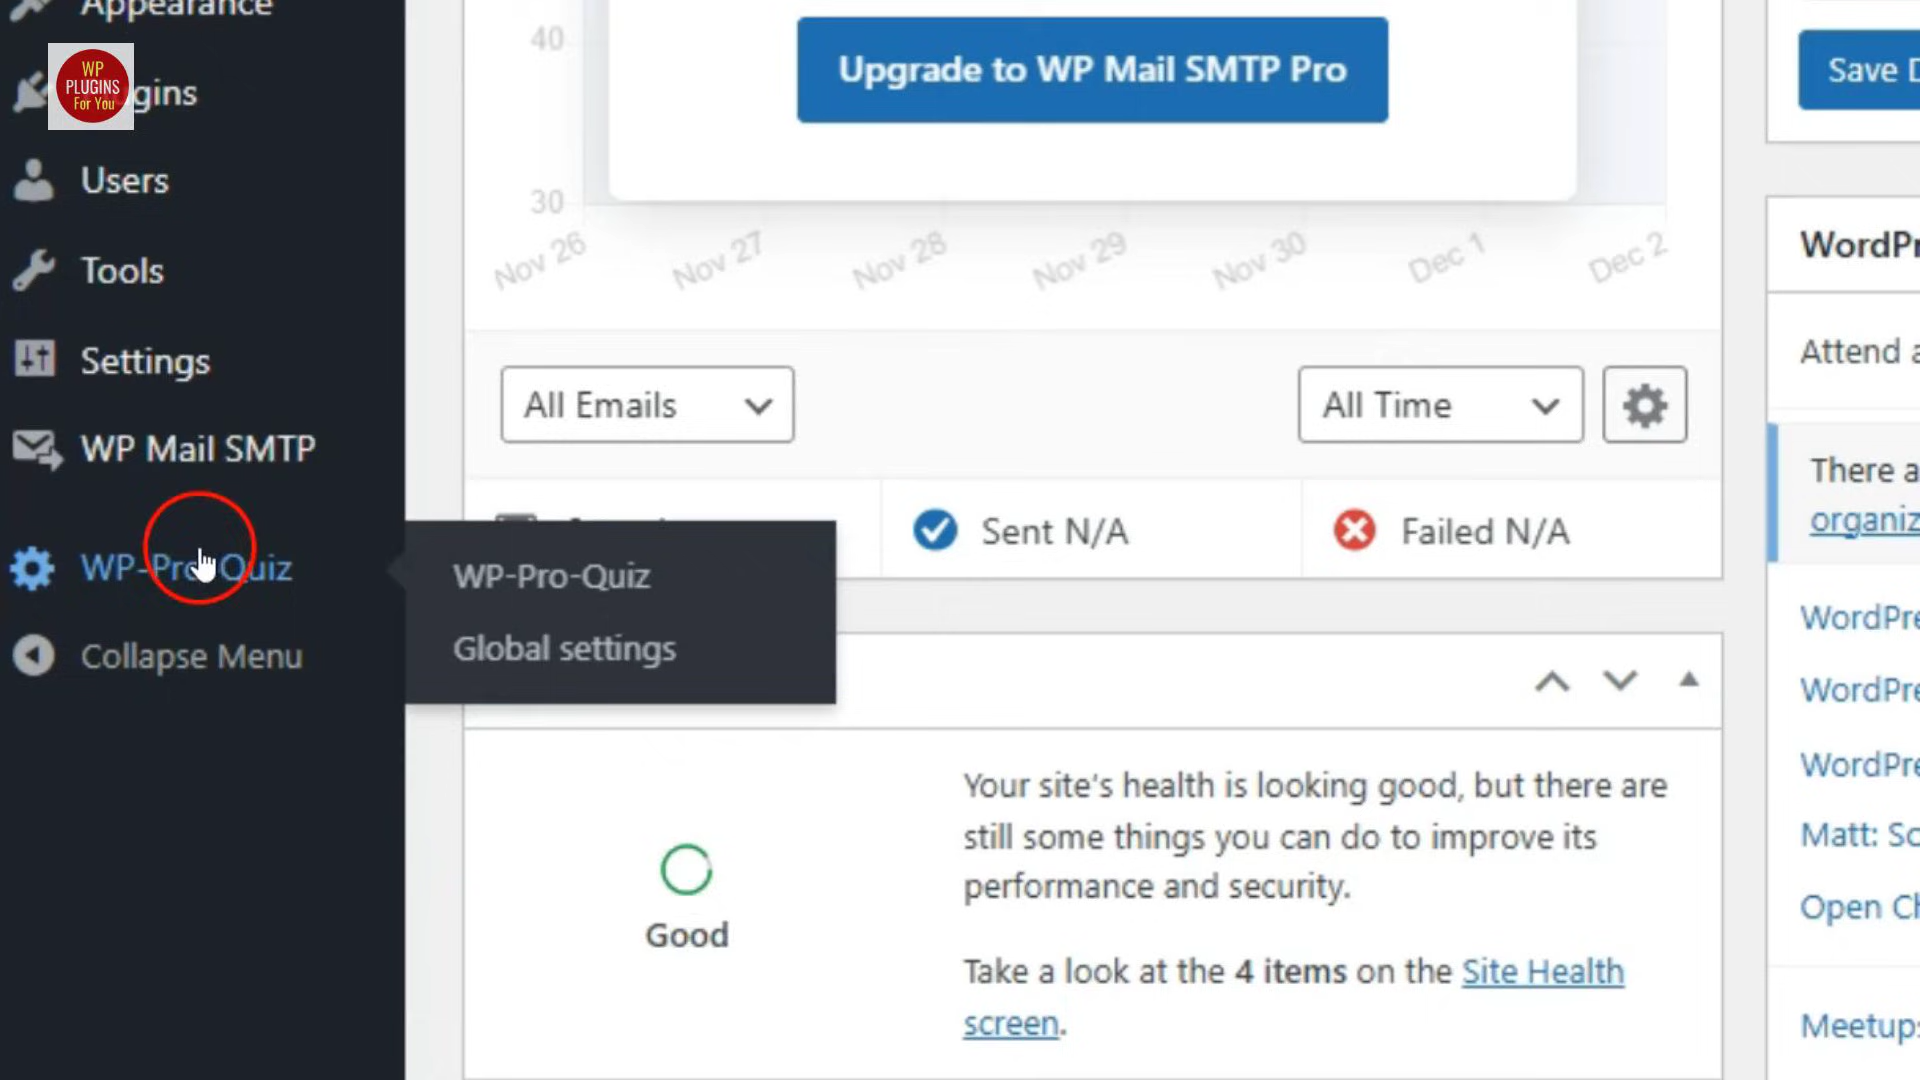 Appearance
WP
PLUGINS
For You
gins
Users
Tools
Settings
WP Mail SMTP
WP-Pro-Quiz
Collapse Menu
WP-Pro-Quiz
Global settings
40
Upgrade to WP Mail SMTP Pro
30
Nov 26
Nov 27
Nov 28
Nov 29
Nov 30
Dec 1
Dec 2
All Emails
All Time
Sent N/A
Failed N/A
Good
Your site's health is looking good, but there are
still some things you can do to improve its
performance and security.
Take a look at the 4 items on the Site Health
screen.
Save D
WordPr
Attend a
There a
organiz
WordPre
WordPre
WordPre
Matt: Sc
Open Ch
Meetup